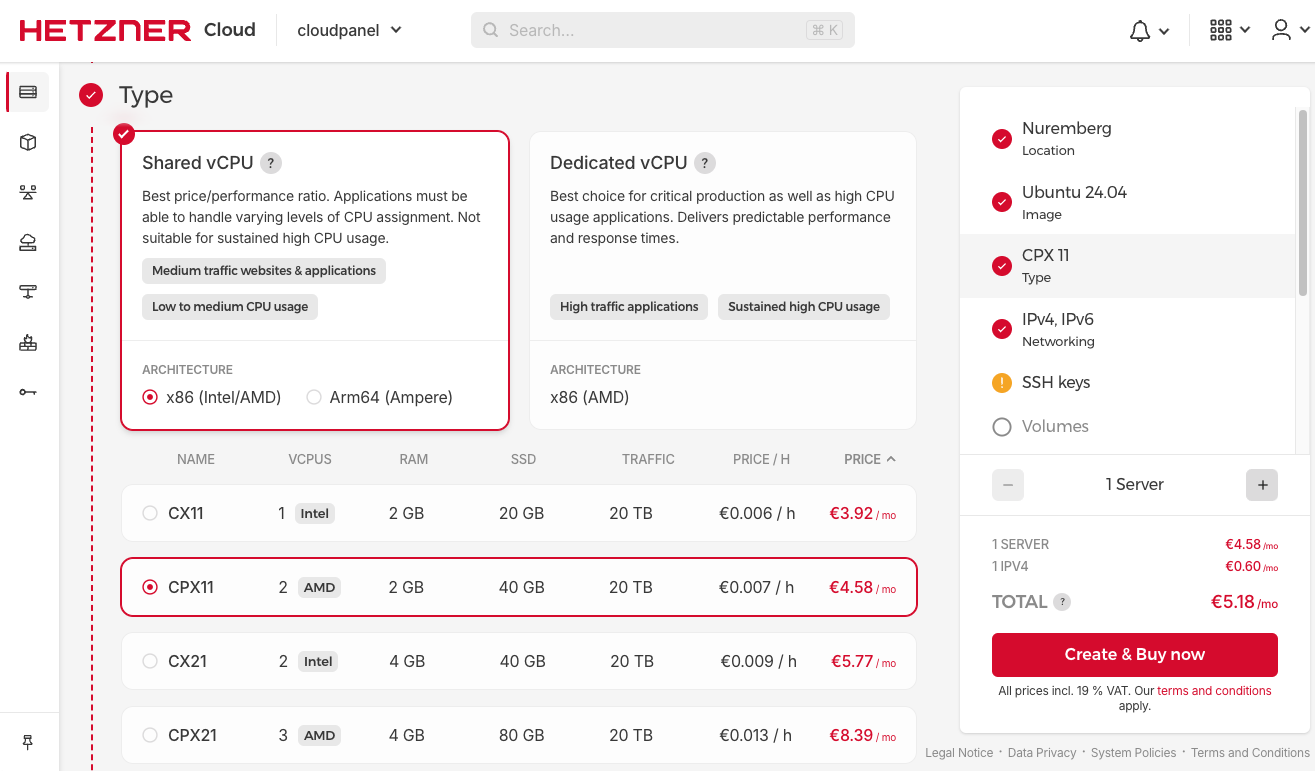 HETZNER Cloud cloudpanel Search... ⌘ K
Type
Shared vCPU ?
Best price/performance ratio. Applications must be
able to handle varying levels of CPU assignment. Not
suitable for sustained high CPU usage.
Medium traffic websites & applications
Low to medium CPU usage
ARCHITECTURE
x86 (Intel/AMD) Arm64 (Ampere)
Dedicated vCPU ?
Best choice for critical production as well as high CPU
usage applications. Delivers predictable performance
and response times.
High traffic applications Sustained high CPU usage
ARCHITECTURE
x86 (AMD)
NAME VCPUS RAM SSD TRAFFIC PRICE / H PRICE
CX11 1 Intel 2 GB 20 GB 20 TB €0.006 / h €3.92 / mo
CPX11 2 AMD 2 GB 40 GB 20 TB €0.007 / h €4.58 / mo
CX21 2 Intel 4 GB 40 GB 20 TB €0.009 / h €5.77 / mo
CPX21 3 AMD 4 GB 80 GB 20 TB €0.013 / h €8.39 / mo
Nuremberg
Location
Ubuntu 24.04
Image
CPX 11
Type
IPv4, IPv6
Networking
! SSH keys
Volumes
− 1 Server +
1 SERVER €4.58 /mo
1 IPV4 €0.60 /mo
TOTAL ? €5.18 /mo
Create & Buy now
All prices incl. 19 % VAT. Our terms and conditions
apply.
Legal Notice · Data Privacy · System Policies · Terms and Conditions